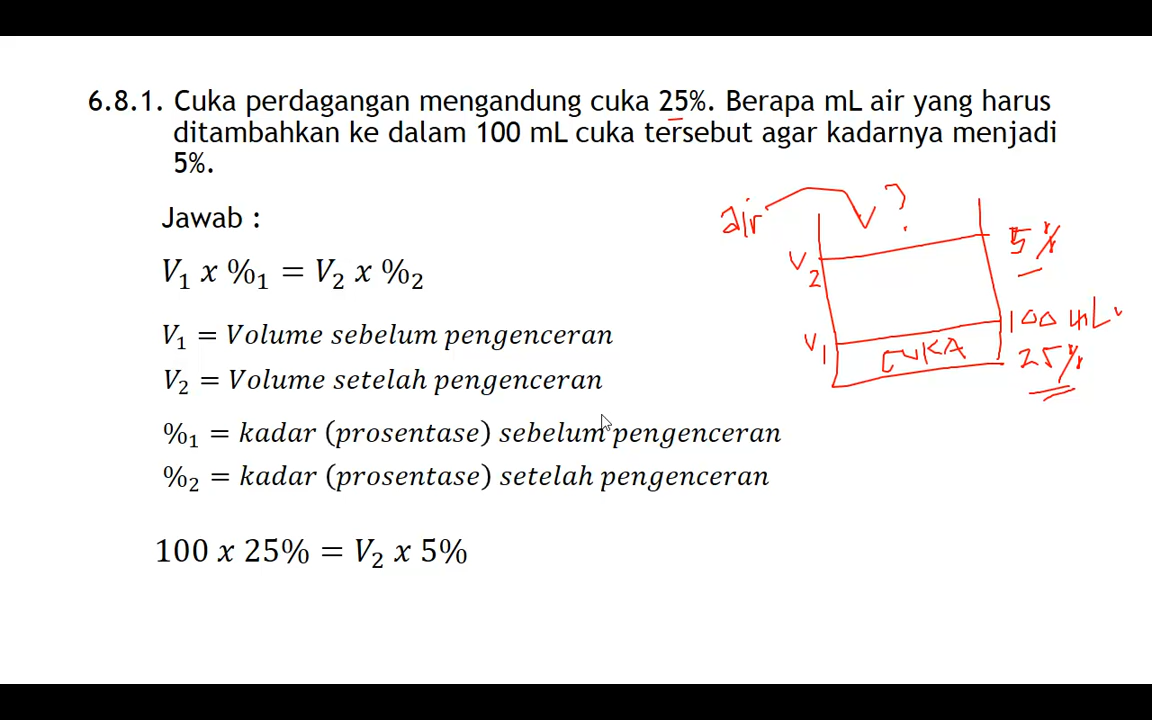 6.8.1. Cuka perdagangan mengandung cuka 25%. Berapa mL air yang harus
ditambahkan ke dalam 100 mL cuka tersebut agar kadarnya menjadi
5%.
Jawab :
V₁ x %₁ = V₂ x %₂
V₁ = Volume sebelum pengenceran
V₂ = Volume setelah pengenceran
%₁ = kadar (prosentase) sebelum pengenceran
%₂ = kadar (prosentase) setelah pengenceran
100 x 25% = V₂ x 5%
air ?
V₂ 5%
V₁ 100 mL
CUKA 25%